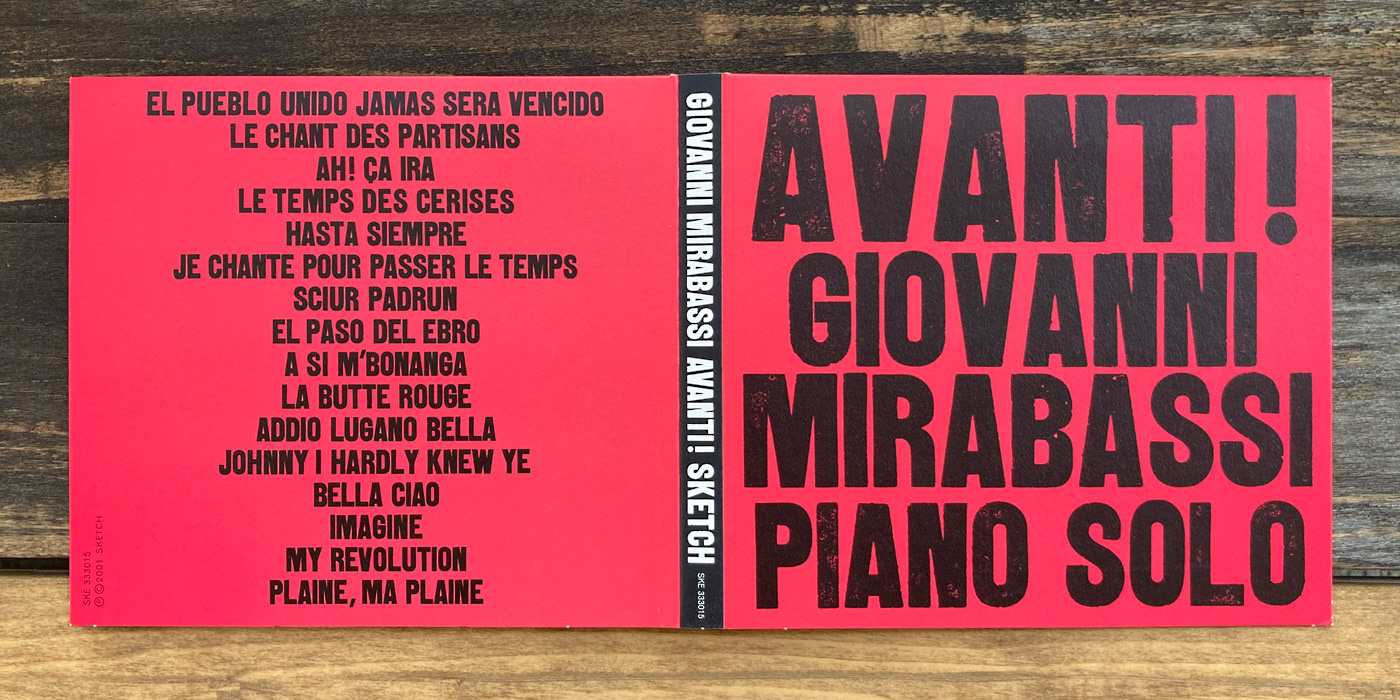 EL PUEBLO UNIDO JAMAS SERA VENCIDO
LE CHANT DES PARTISANS
AH! ÇA IRA
LE TEMPS DES CERISES
HASTA SIEMPRE
JE CHANTE POUR PASSER LE TEMPS
SCIUR PADRUN
EL PASO DEL EBRO
A SI M'BONANGA
LA BUTTE ROUGE
ADDIO LUGANO BELLA
JOHNNY I HARDLY KNEW YE
BELLA CIAO
IMAGINE
MY REVOLUTION
PLAINE, MA PLAINE
SKE 333015
℗©2001 SKETCH
GIOVANNI MIRABASSI AVANTI! SKETCH SKE 333015
AVANTI!
GIOVANNI
MIRABASSI
PIANO SOLO